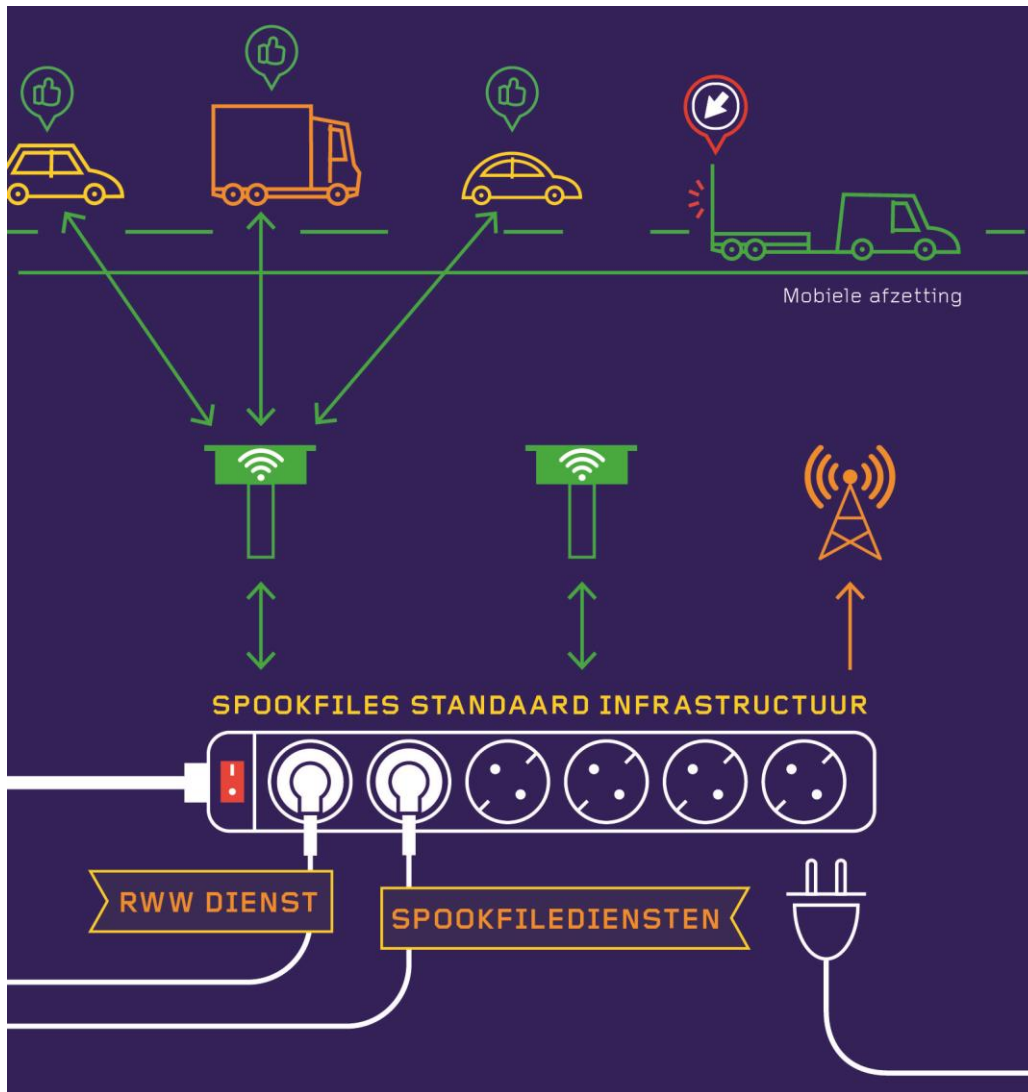 Mobiele afzetting
SPOOKFILES STANDAARD INFRASTRUCTUUR
RWW DIENST
SPOOKFILEDIENSTEN